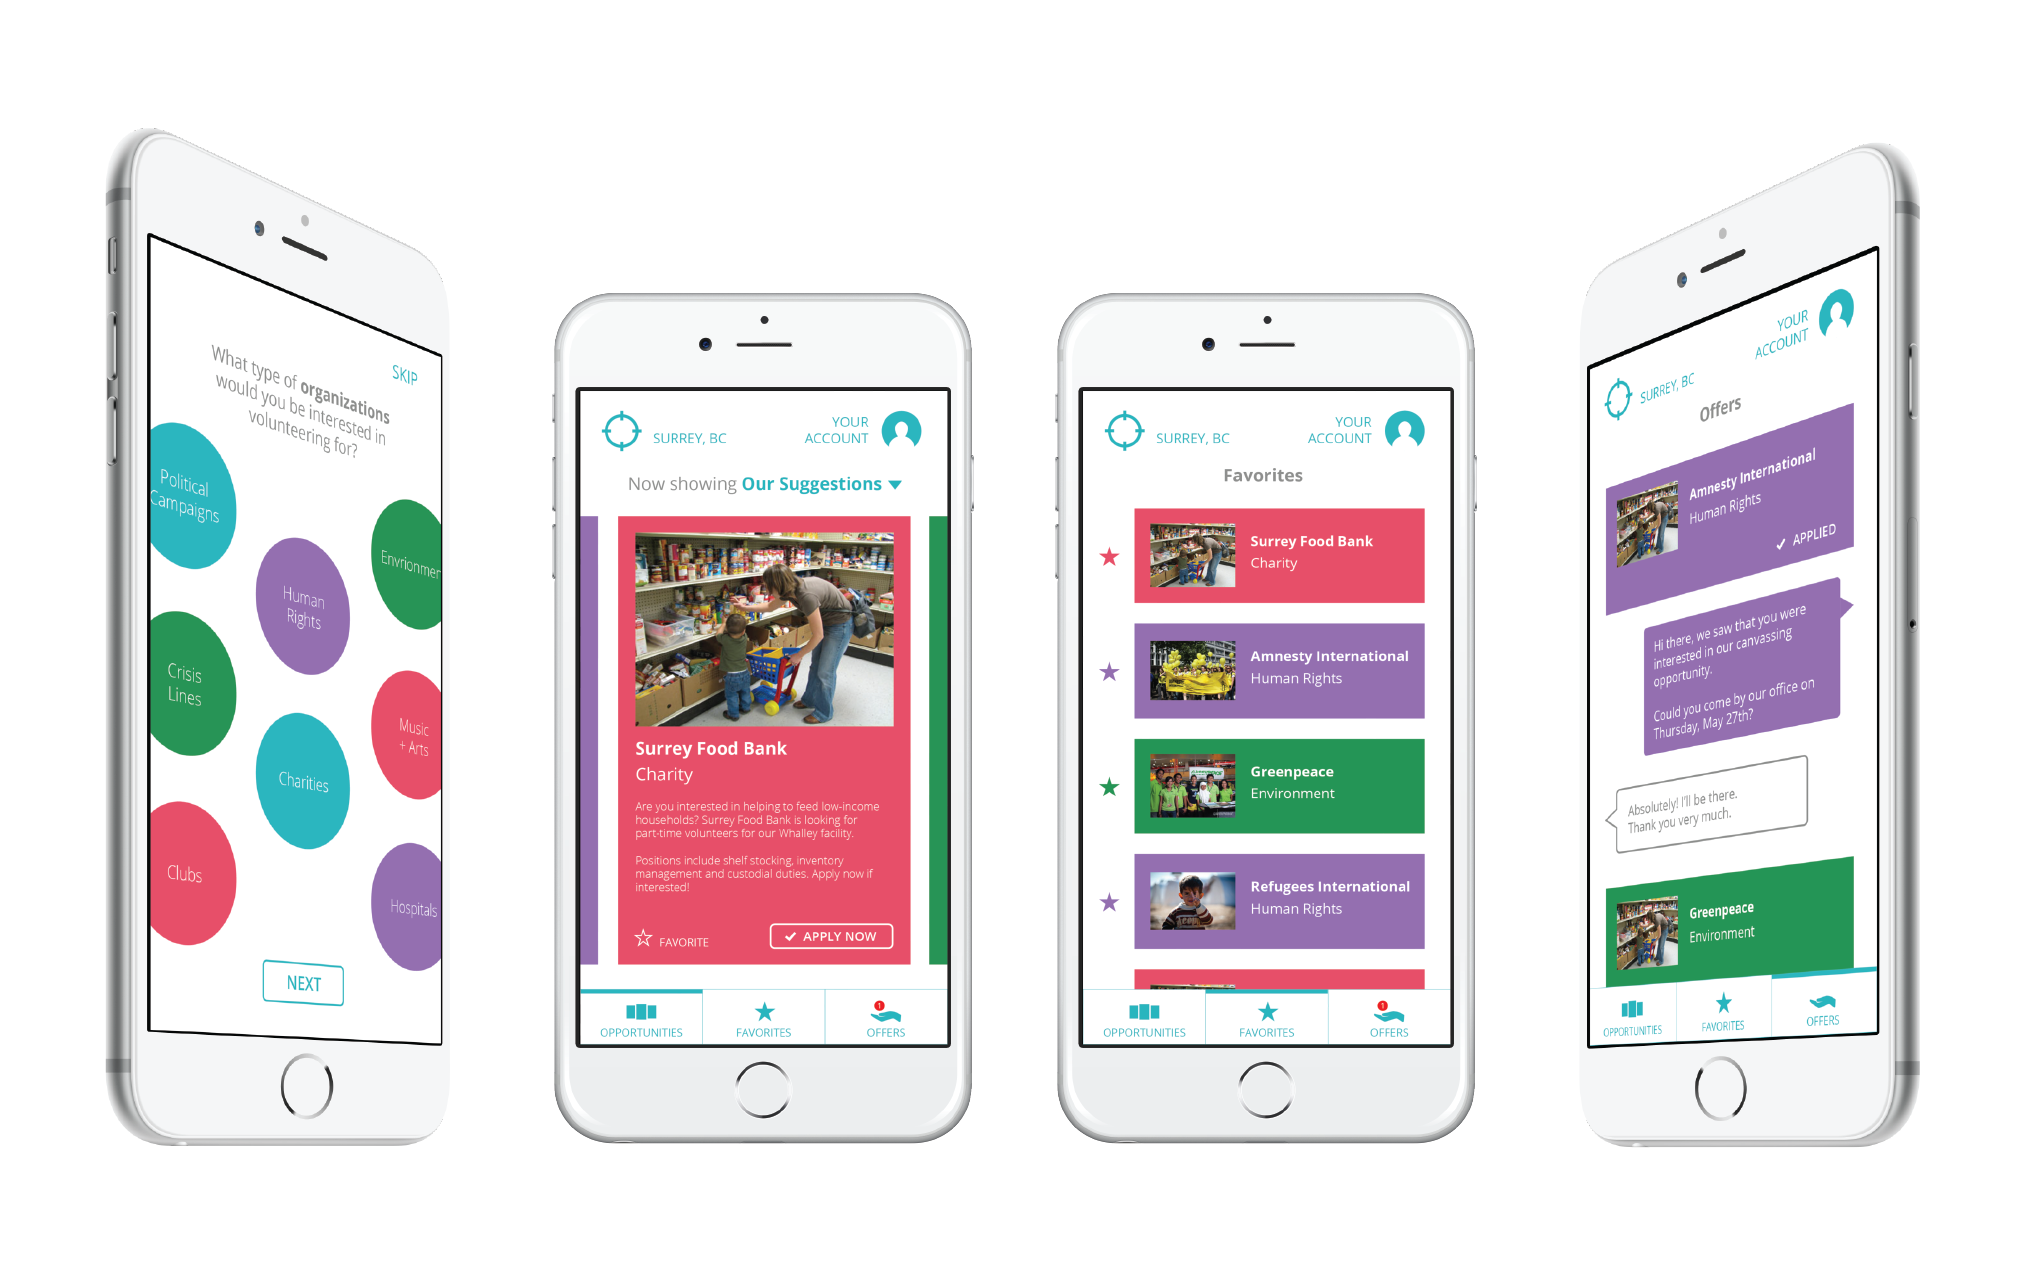 SKIP
What type of organizations
would you be interested in
volunteering for?
Political
Campaigns
Envrionmen
Human
Rights
Crisis
Lines
Music
+ Arts
Charities
Clubs
Hospitals
NEXT
SURREY, BC
YOUR
ACCOUNT
Now showing Our Suggestions
Surrey Food Bank
Charity
Are you interested in helping to feed low-income
households? Surrey Food Bank is looking for
part-time volunteers for our Whalley facility.
Positions include shelf stocking, inventory
management and custodial duties. Apply now if
interested!
FAVORITE
APPLY NOW
OPPORTUNITIES
FAVORITES
1
OFFERS
SURREY, BC
YOUR
ACCOUNT
Favorites
Surrey Food Bank
Charity
Amnesty International
Human Rights
Greenpeace
Environment
Refugees International
Human Rights
OPPORTUNITIES
FAVORITES
1
OFFERS
YOUR
ACCOUNT
SURREY, BC
Offers
Amnesty International
Human Rights
APPLIED
Hi there, we saw that you were
interested in our canvassing
opportunity.
Could you come by our office on
Thursday, May 27th?
Absolutely! I'll be there.
Thank you very much.
Greenpeace
Environment
OPPORTUNITIES
FAVORITES
OFFERS